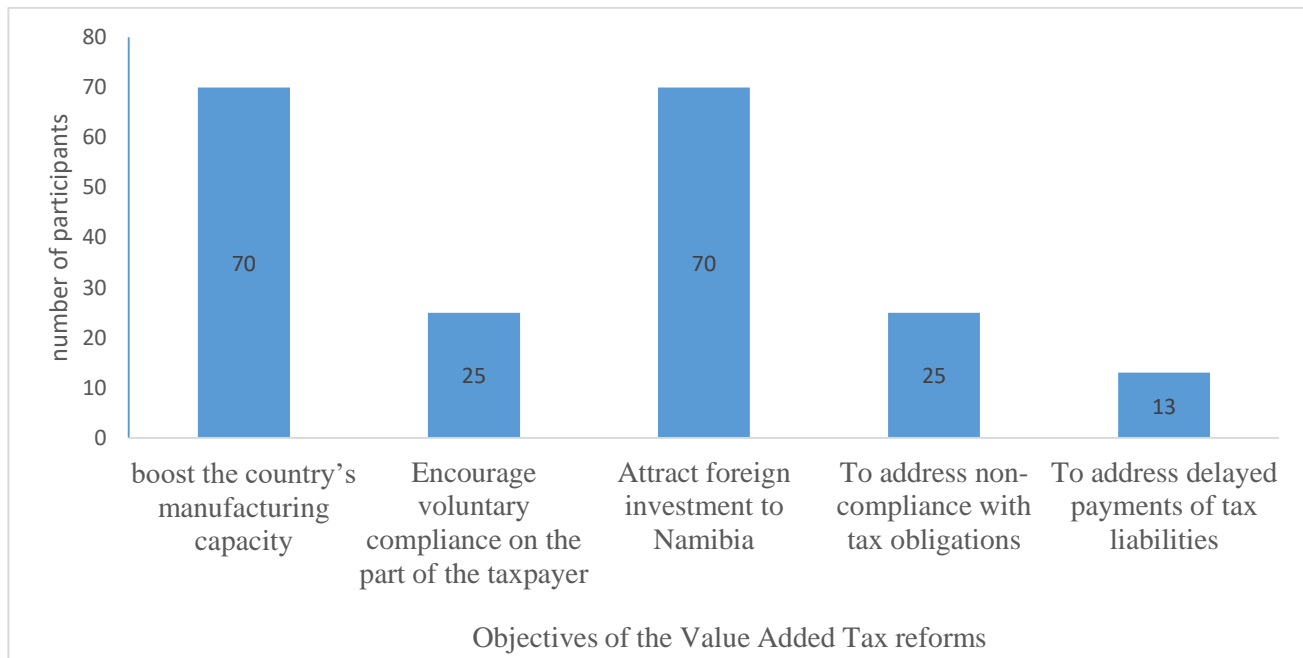 80
70
60
50
40
30
20
10
0
number of participants
70
25
70
25
13
boost the country’s
manufacturing
capacity
Encourage
voluntary
compliance on the
part of the taxpayer
Attract foreign
investment to
Namibia
To address non-
compliance with
tax obligations
To address delayed
payments of tax
liabilities
Objectives of the Value Added Tax reforms